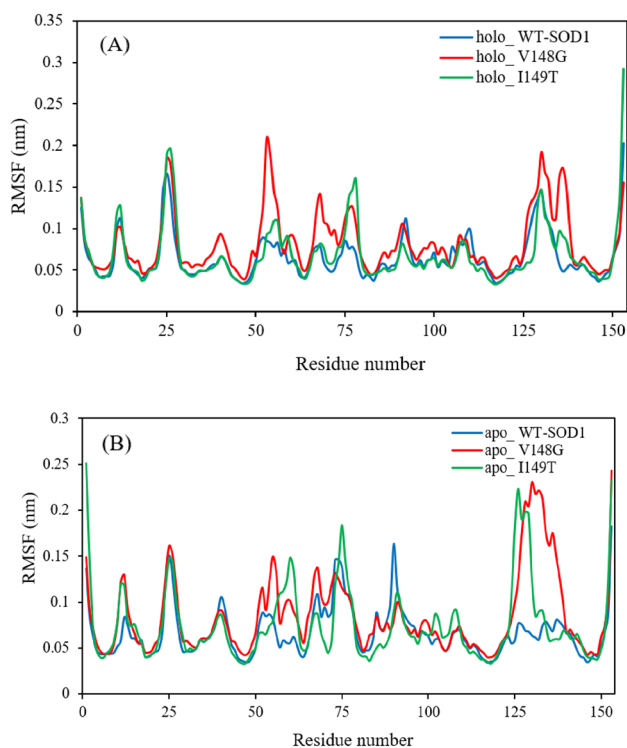 (A)
holo_ WT-SOD1
holo_ V148G
holo_ I149T
RMSF (nm)
0.35
0.3
0.25
0.2
0.15
0.1
0.05
0
0 25 50 75 100 125 150
Residue number
(B)
apo_ WT-SOD1
apo_ V148G
apo_ I149T
RMSF (nm)
0.3
0.25
0.2
0.15
0.1
0.05
0
0 25 50 75 100 125 150
Residue number